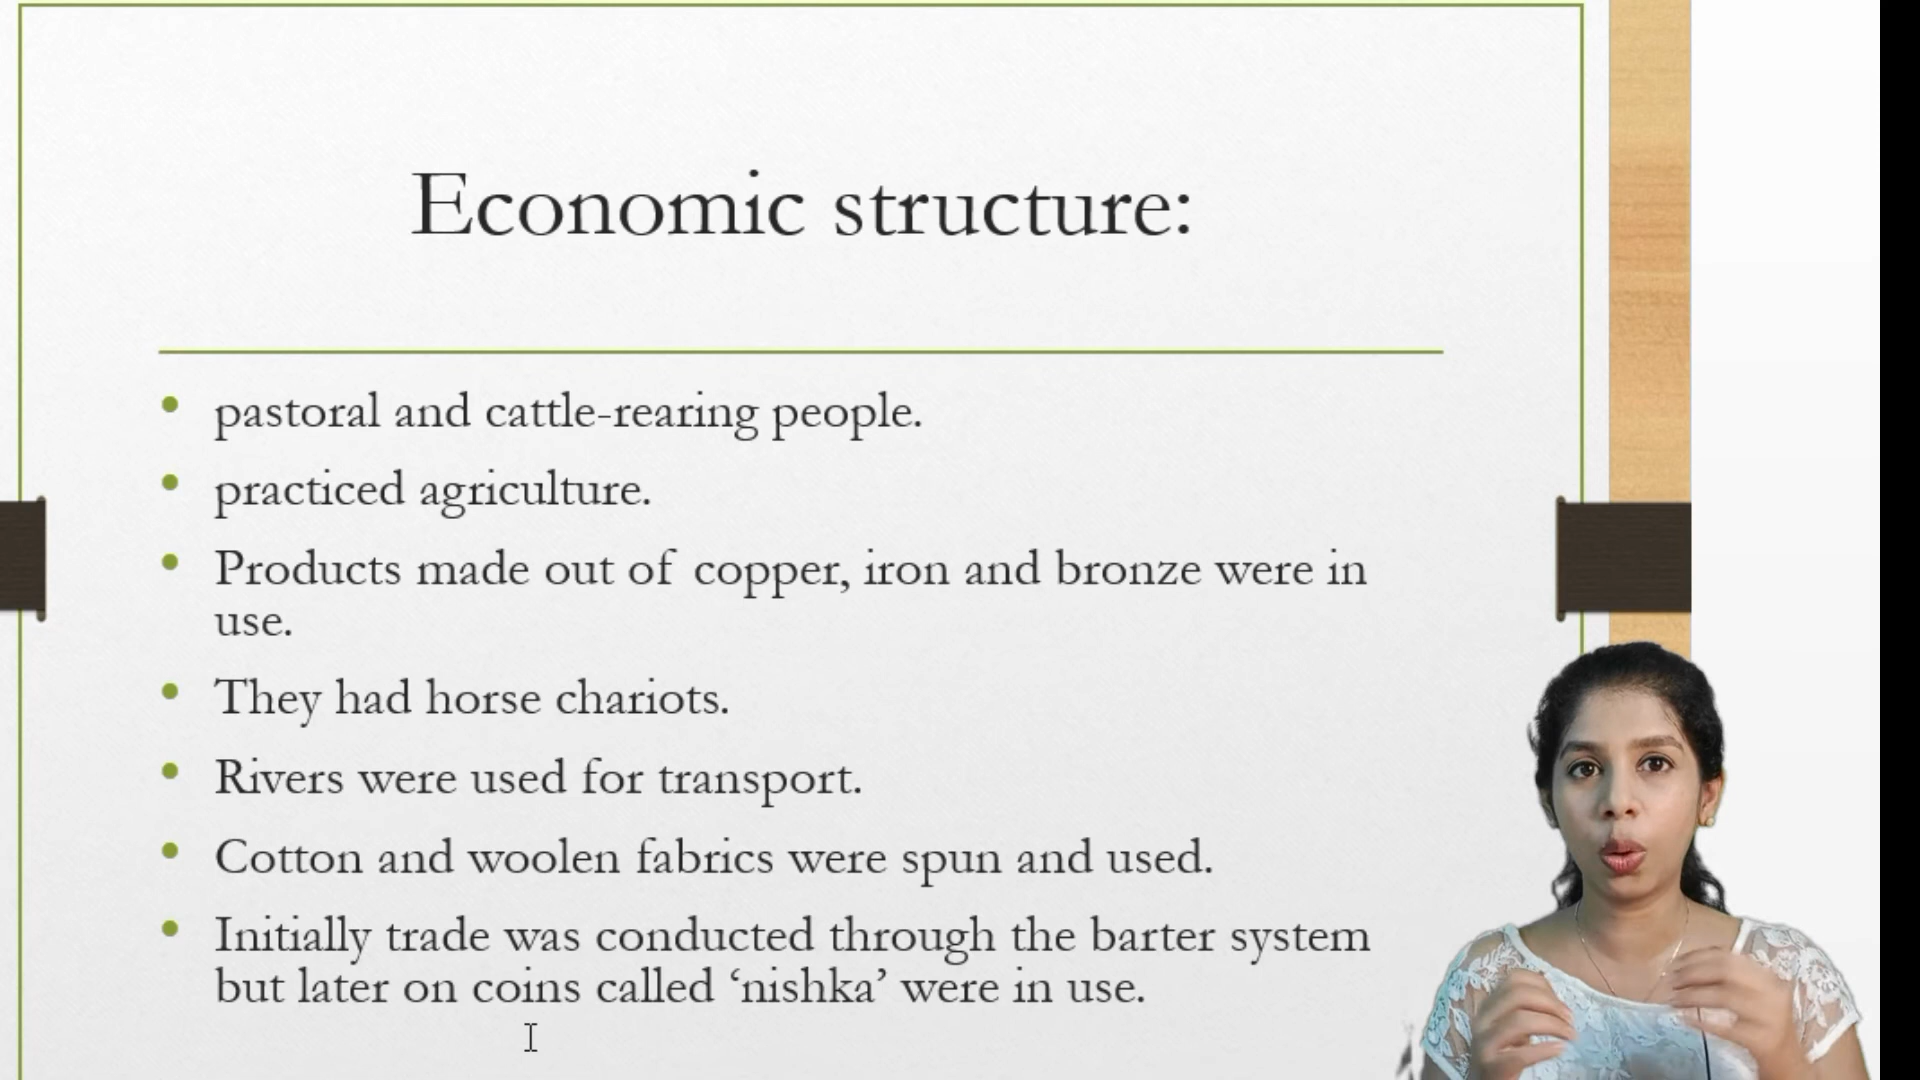 Economic structure:
pastoral and cattle-rearing people.
practiced agriculture.
Products made out of copper, iron and bronze were in
use.
They had horse chariots.
Rivers were used for transport.
Cotton and woolen fabrics were spun and used.
Initially trade was conducted through the barter system
but later on coins called ‘nishka’ were in use.